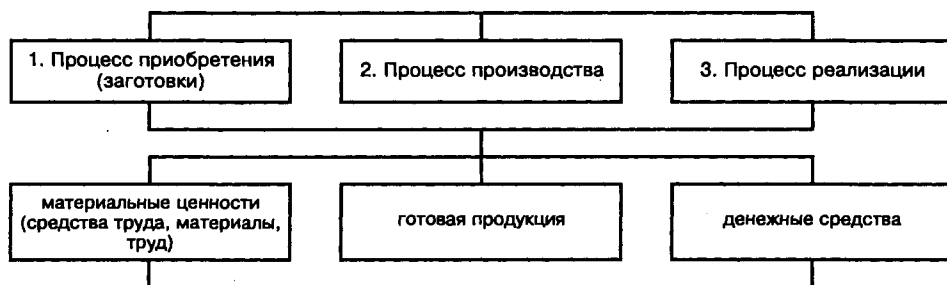 1. Процесс приобретения
(заготовки)
2. Процесс производства
3. Процесс реализации
материальные ценности
(средства труда, материалы,
труд)
готовая продукция
денежные средства